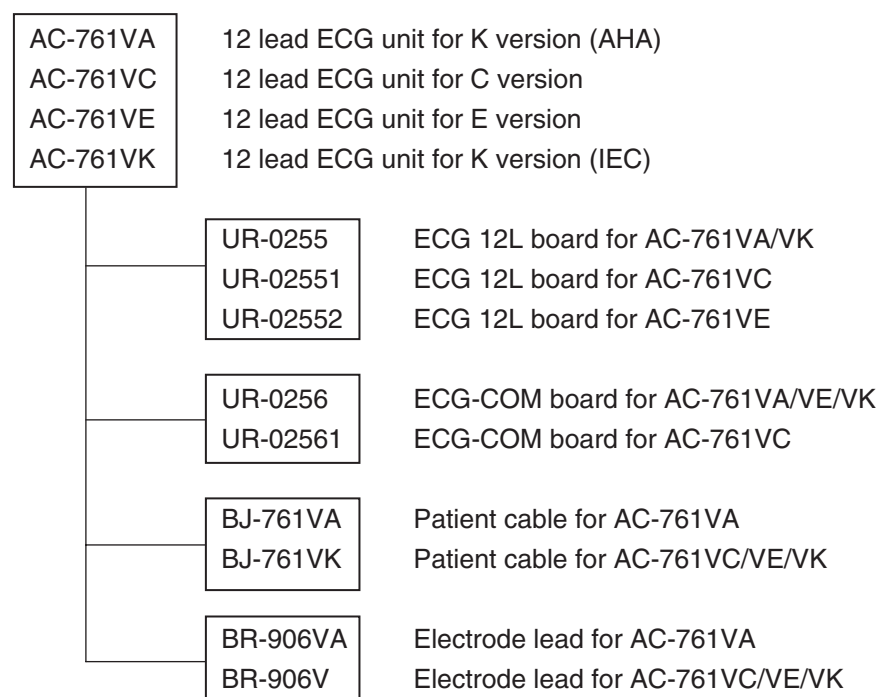 AC-761VA 12 lead ECG unit for K version (AHA)
AC-761VC 12 lead ECG unit for C version
AC-761VE 12 lead ECG unit for E version
AC-761VK 12 lead ECG unit for K version (IEC)
UR-0255 ECG 12L board for AC-761VA/VK
UR-02551 ECG 12L board for AC-761VC
UR-02552 ECG 12L board for AC-761VE
UR-0256 ECG-COM board for AC-761VA/VE/VK
UR-02561 ECG-COM board for AC-761VC
BJ-761VA Patient cable for AC-761VA
BJ-761VK Patient cable for AC-761VC/VE/VK
BR-906VA Electrode lead for AC-761VA
BR-906V Electrode lead for AC-761VC/VE/VK